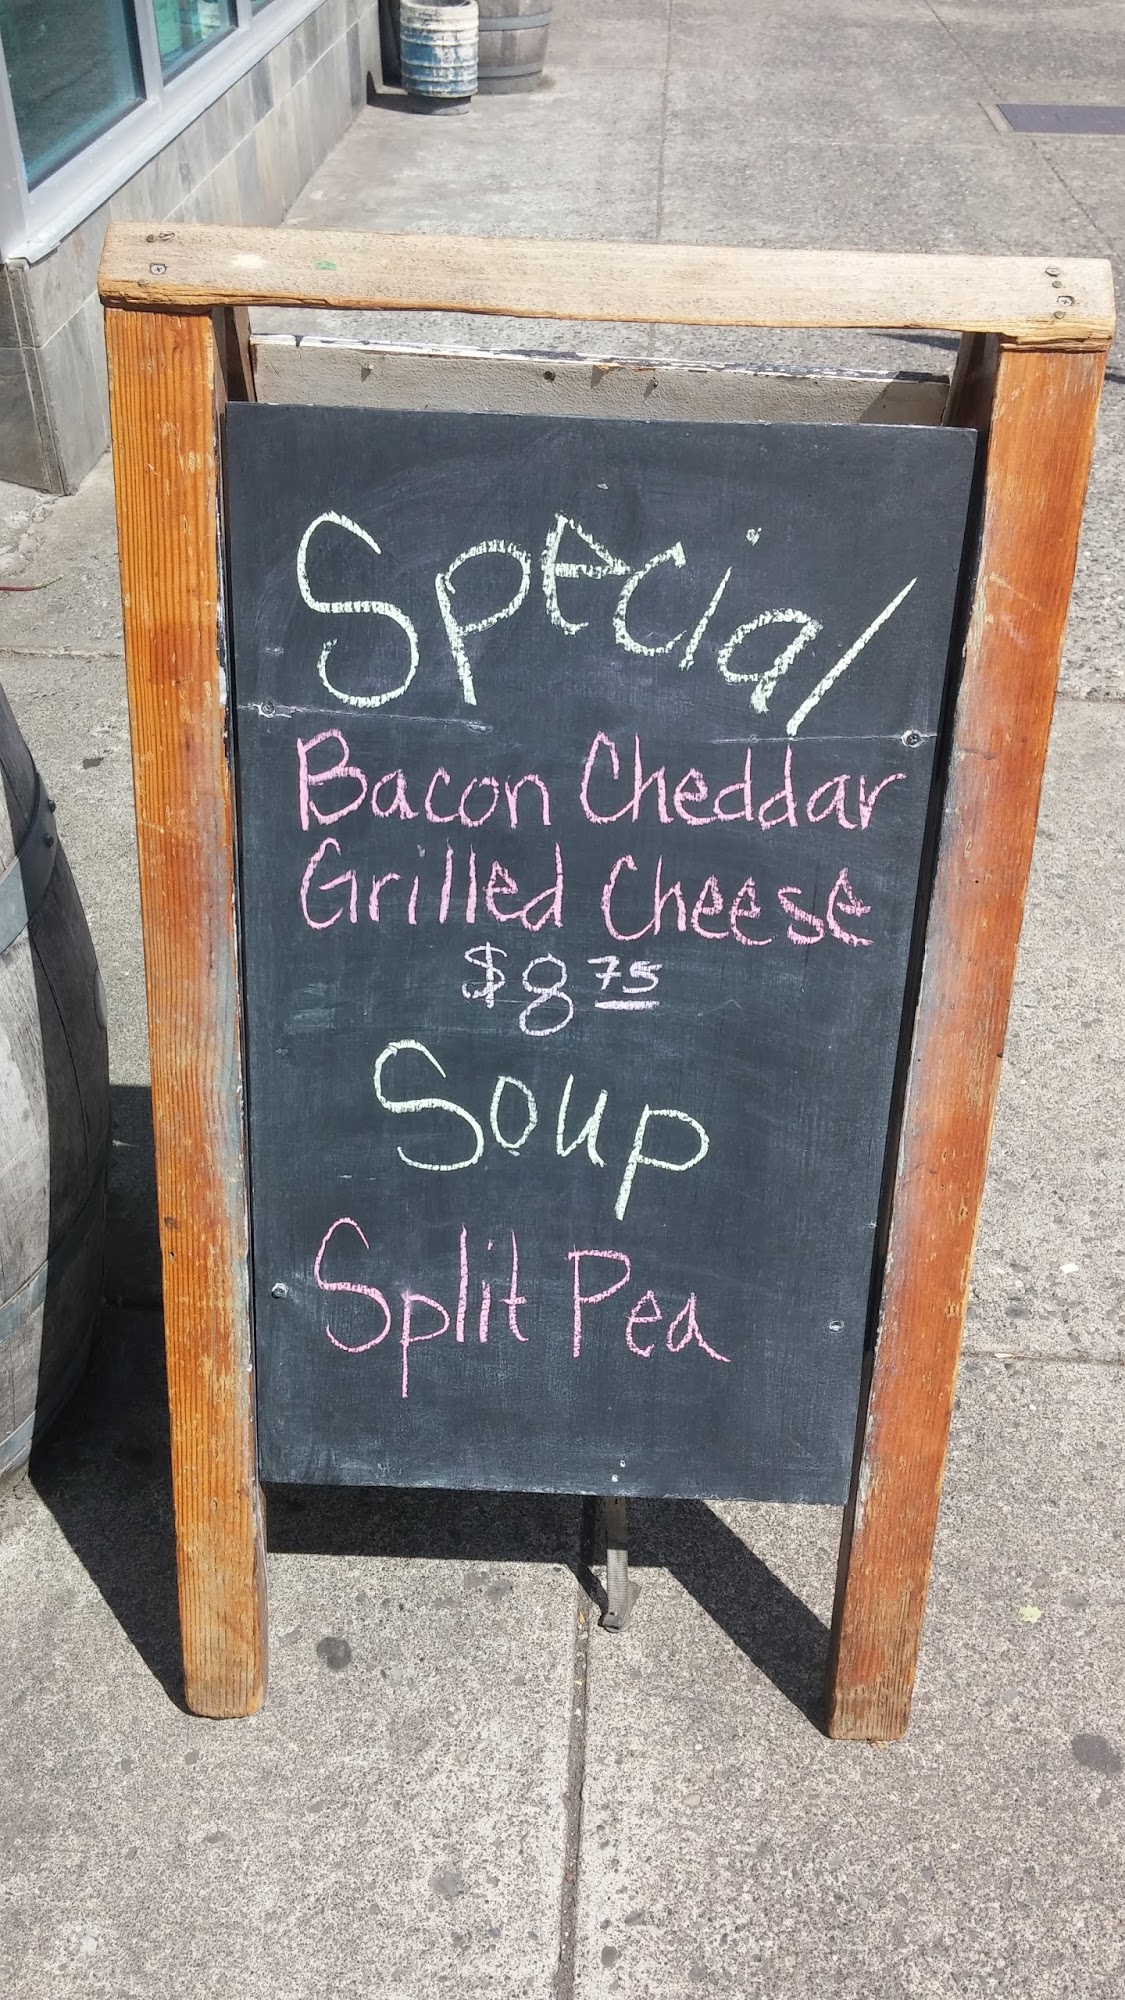 Special
Bacon Cheddar
Grilled Cheese
$8 75
Soup
Split Pea